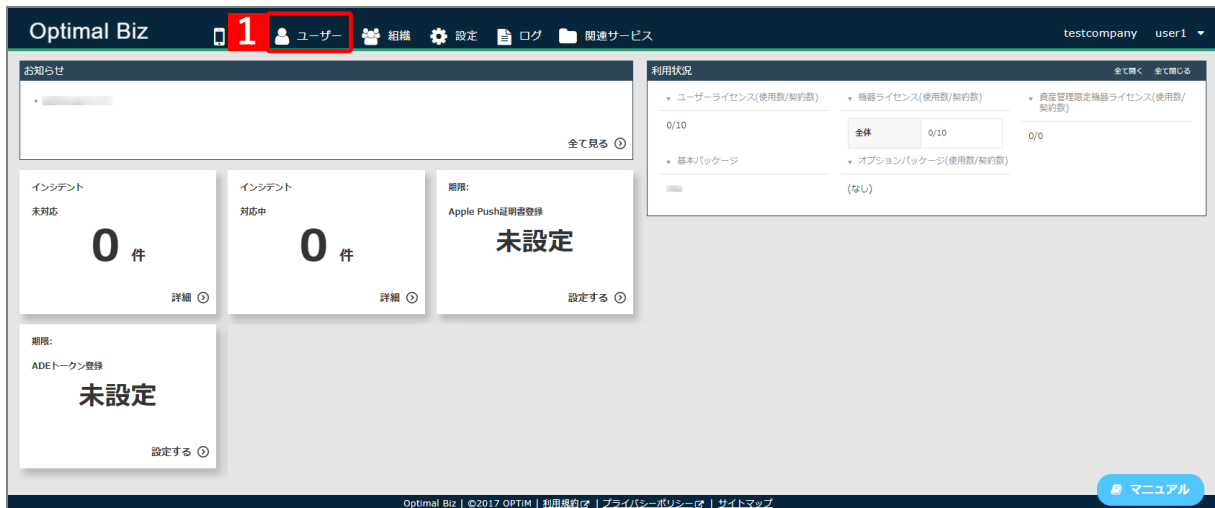 Optimal Biz
1
ユーザー
組織
設定
ログ
関連サービス
testcompany user1
お知らせ
全て見る
利用状況
全て開く 全て閉じる
ユーザーライセンス(使用数/契約数)
0/10
機器ライセンス(使用数/契約数)
全体 0/10
資産管理限定機器ライセンス(使用数/
契約数)
0/0
基本パッケージ
オプションパッケージ(使用数/契約数)
(なし)
インシデント
未対応
0 件
詳細
インシデント
対応中
0 件
詳細
期限:
Apple Push証明書登録
未設定
設定する
期限:
ADEトークン登録
未設定
設定する
マニュアル
Optimal Biz | ©2017 OPTiM | 利用規約 | プライバシーポリシー | サイトマップ